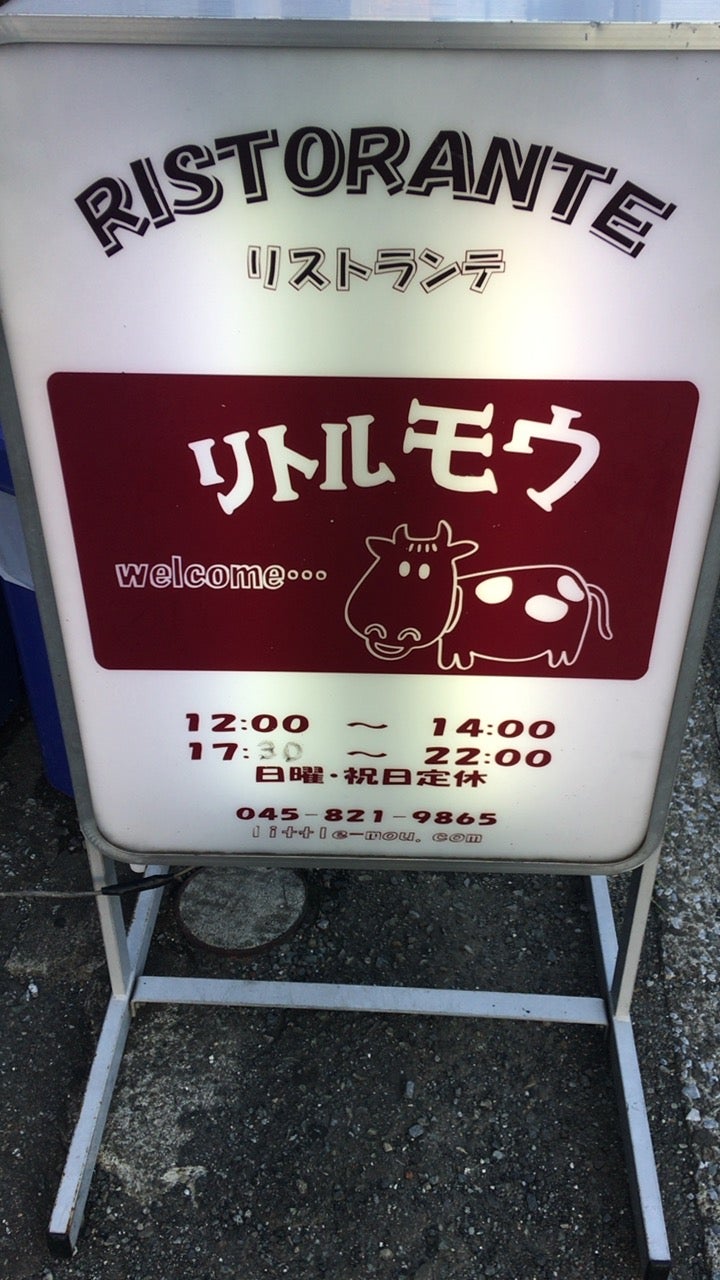 RISTORANTE
リストランテ
リトルモウ
welcome…
12:00 〜 14:00
17:30 〜 22:00
日曜・祝日定休
045-821-9865
little-mou.com